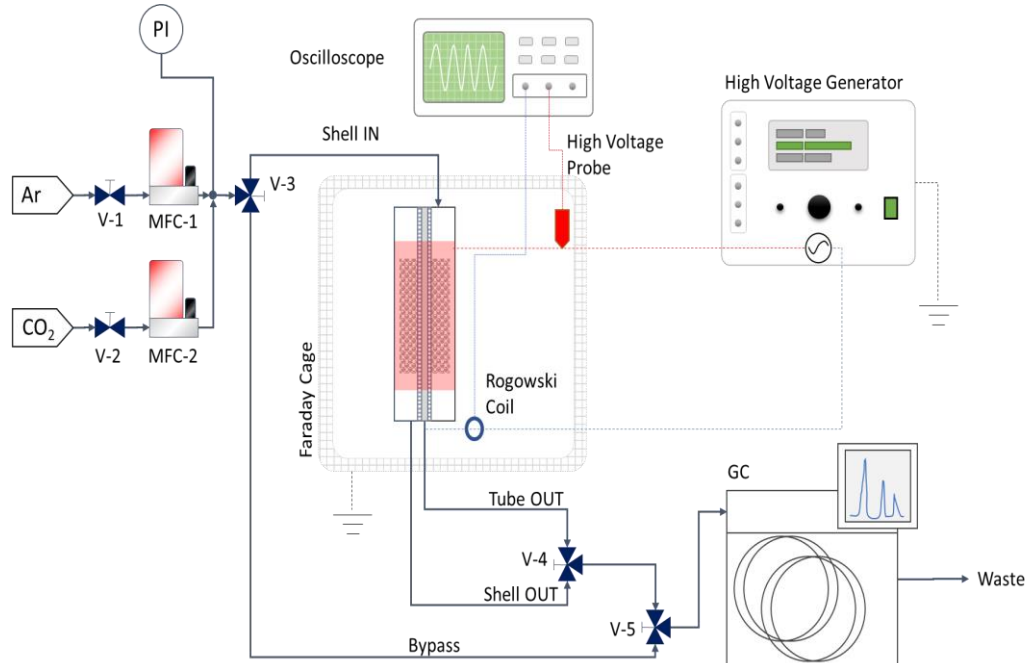 PI
Oscilloscope
High Voltage Generator
Shell IN
High Voltage
Probe
Ar
V-1
MFC-1
V-3
CO₂
V-2
MFC-2
Faraday Cage
Rogowski
Coil
GC
Tube OUT
V-4
Waste
Shell OUT
V-5
Bypass